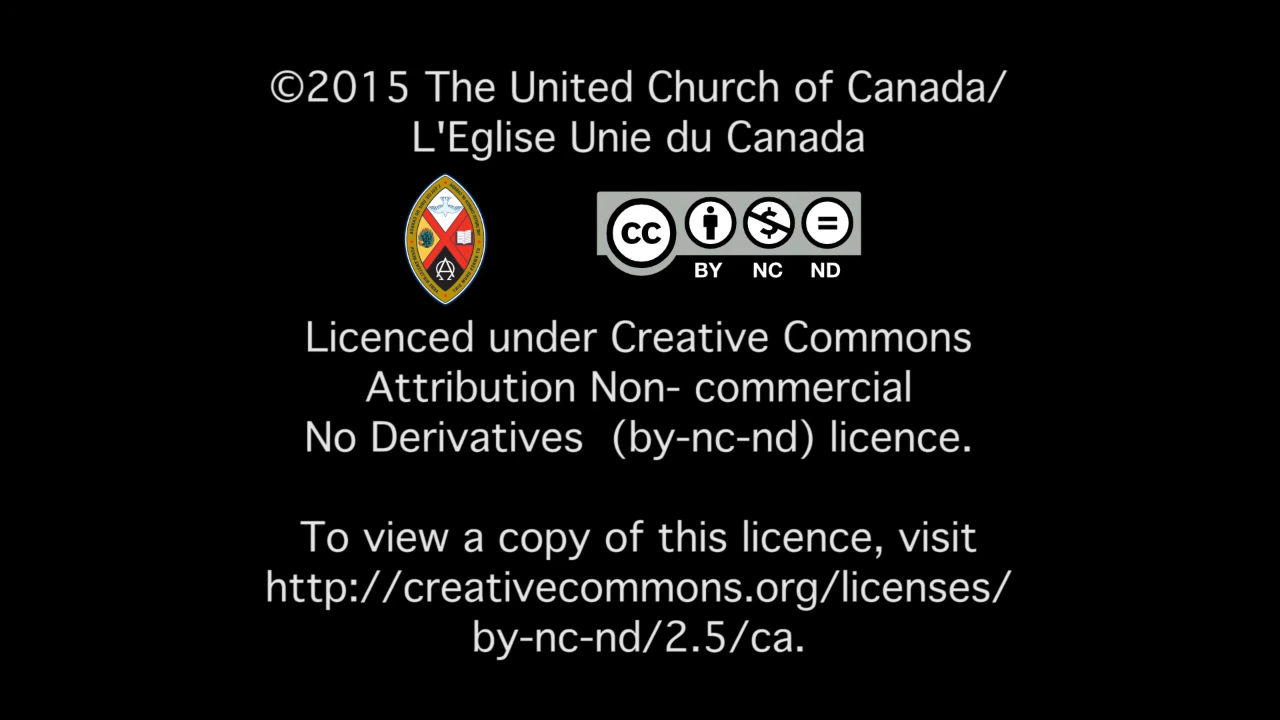 ©2015 The United Church of Canada/
L'Eglise Unie du Canada
CC
BY NC ND
Licenced under Creative Commons
Attribution Non- commercial
No Derivatives  (by-nc-nd) licence.
To view a copy of this licence, visit
http://creativecommons.org/licenses/
by-nc-nd/2.5/ca.